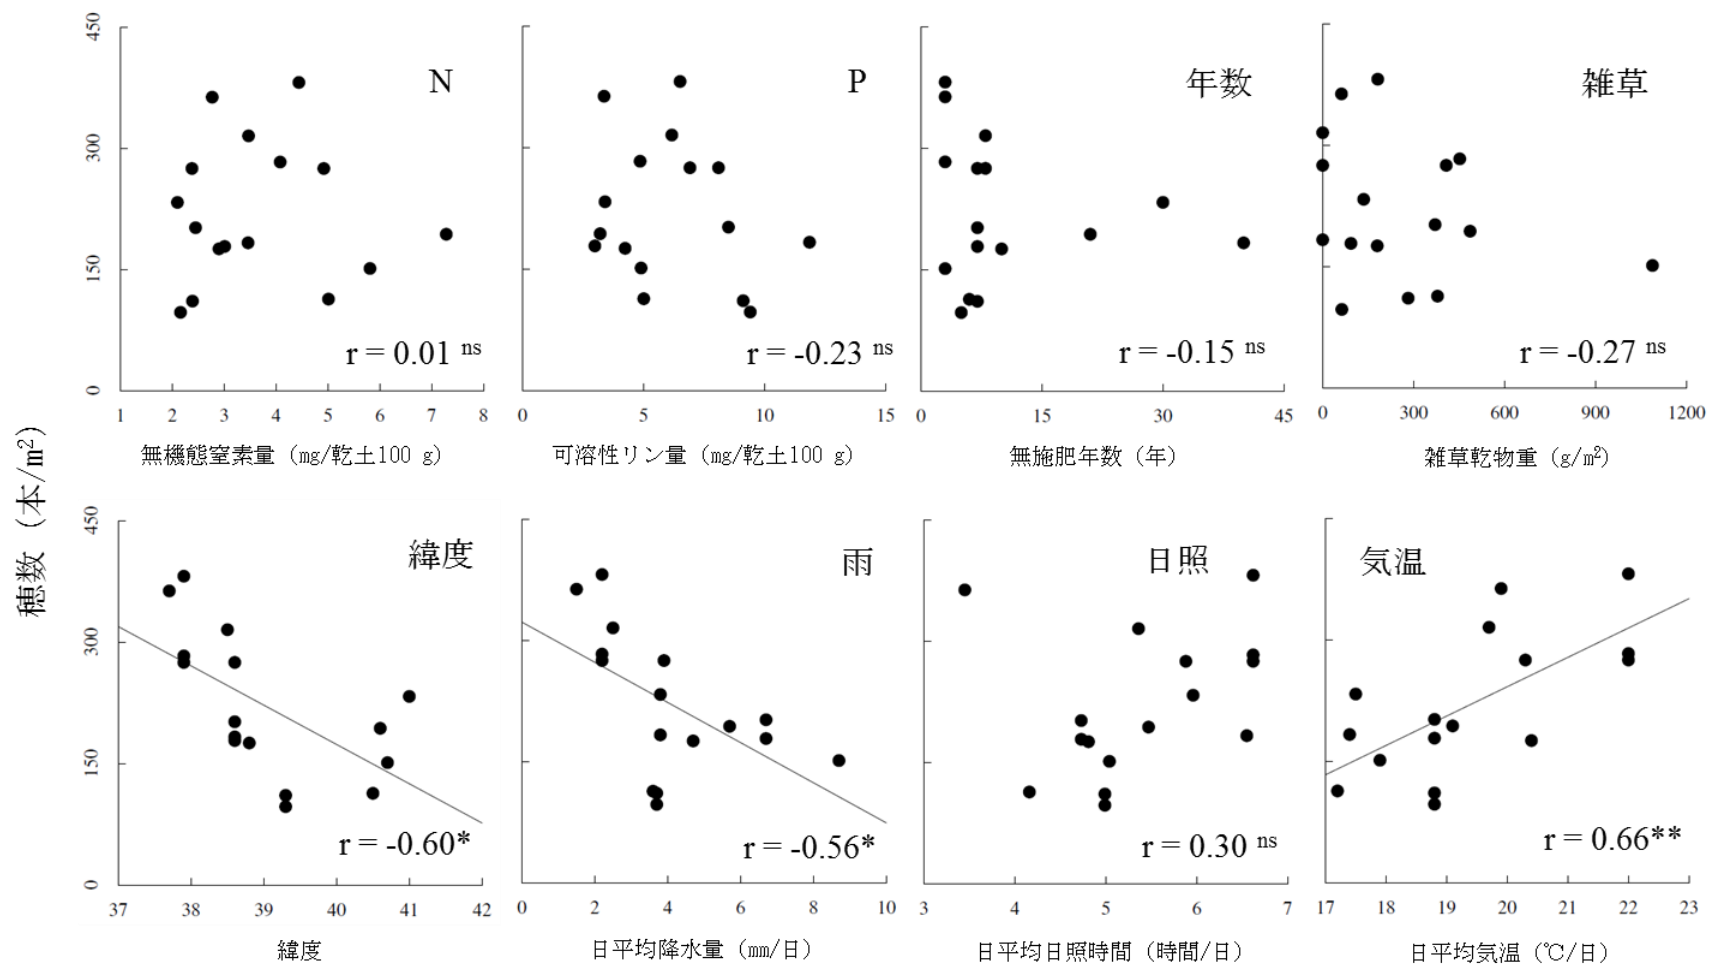 穂数 (本/m²)
450
300
150
0
N
r = 0.01 ns
1 2 3 4 5 6 7 8
無機態窒素量 (mg/乾土100 g)
P
r = -0.23 ns
0 5 10 15
可溶性リン量 (mg/乾土100 g)
年数
r = -0.15 ns
0 15 30 45
無施肥年数 (年)
雑草
r = -0.27 ns
0 300 600 900 1200
雑草乾物重 (g/m²)
450
300
150
0
緯度
r = -0.60*
37 38 39 40 41 42
緯度
雨
r = -0.56*
0 2 4 6 8 10
日平均降水量 (mm/日)
日照
r = 0.30 ns
3 4 5 6 7
日平均日照時間 (時間/日)
気温
r = 0.66**
17 18 19 20 21 22 23
日平均気温 (℃/日)